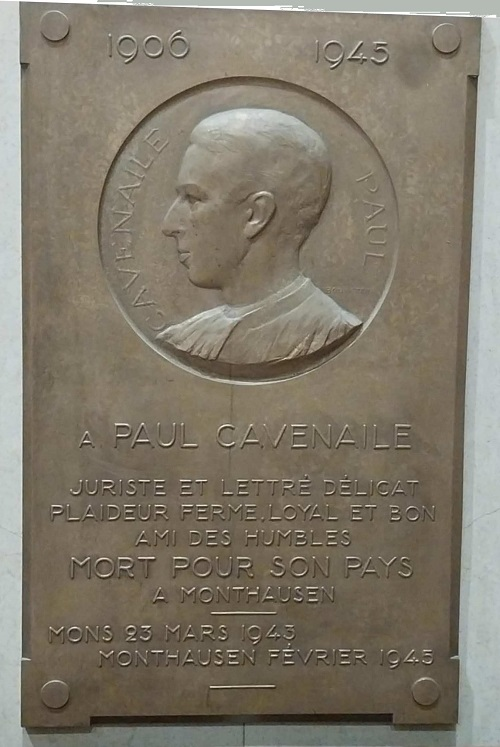 1906 1945
CAVENAILE PAUL
A PAUL CAVENAILE
JURISTE ET LETTRÉ DÉLICAT
PLAIDEUR FERME, LOYAL ET BON
AMI DES HUMBLES
MORT POUR SON PAYS
A MONTHAUSEN
MONS 23 MARS 1943
MONTHAUSEN FÉVRIER 1945